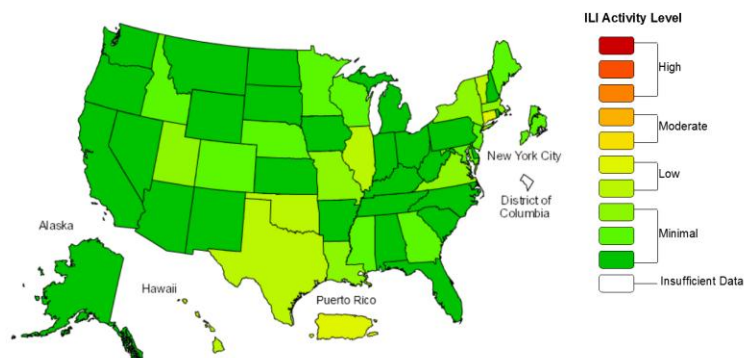 ILI Activity Level
High
Moderate
Low
Minimal
Insufficient Data
New York City
District of
Columbia
Alaska
Hawaii
Puerto Rico